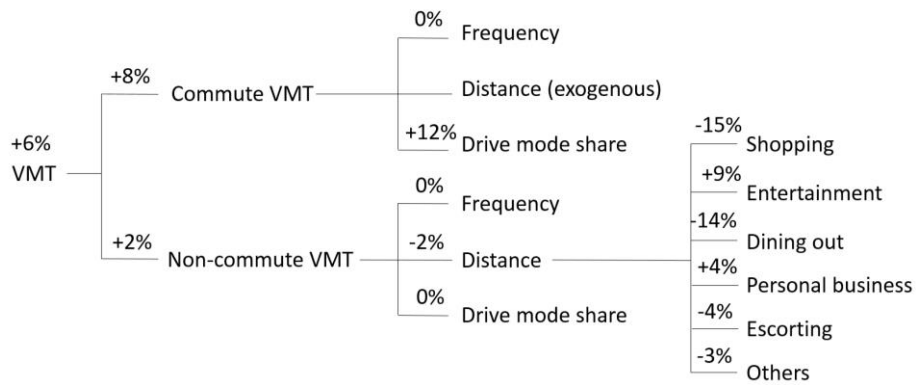 0%
Frequency
+8%
Commute VMT
Distance (exogenous)
+12%
Drive mode share
+6%
VMT
-15%
Shopping
+9%
Entertainment
-14%
Dining out
+4%
Personal business
-4%
Escorting
-3%
Others
0%
Frequency
+2%
Non-commute VMT
-2%
Distance
0%
Drive mode share